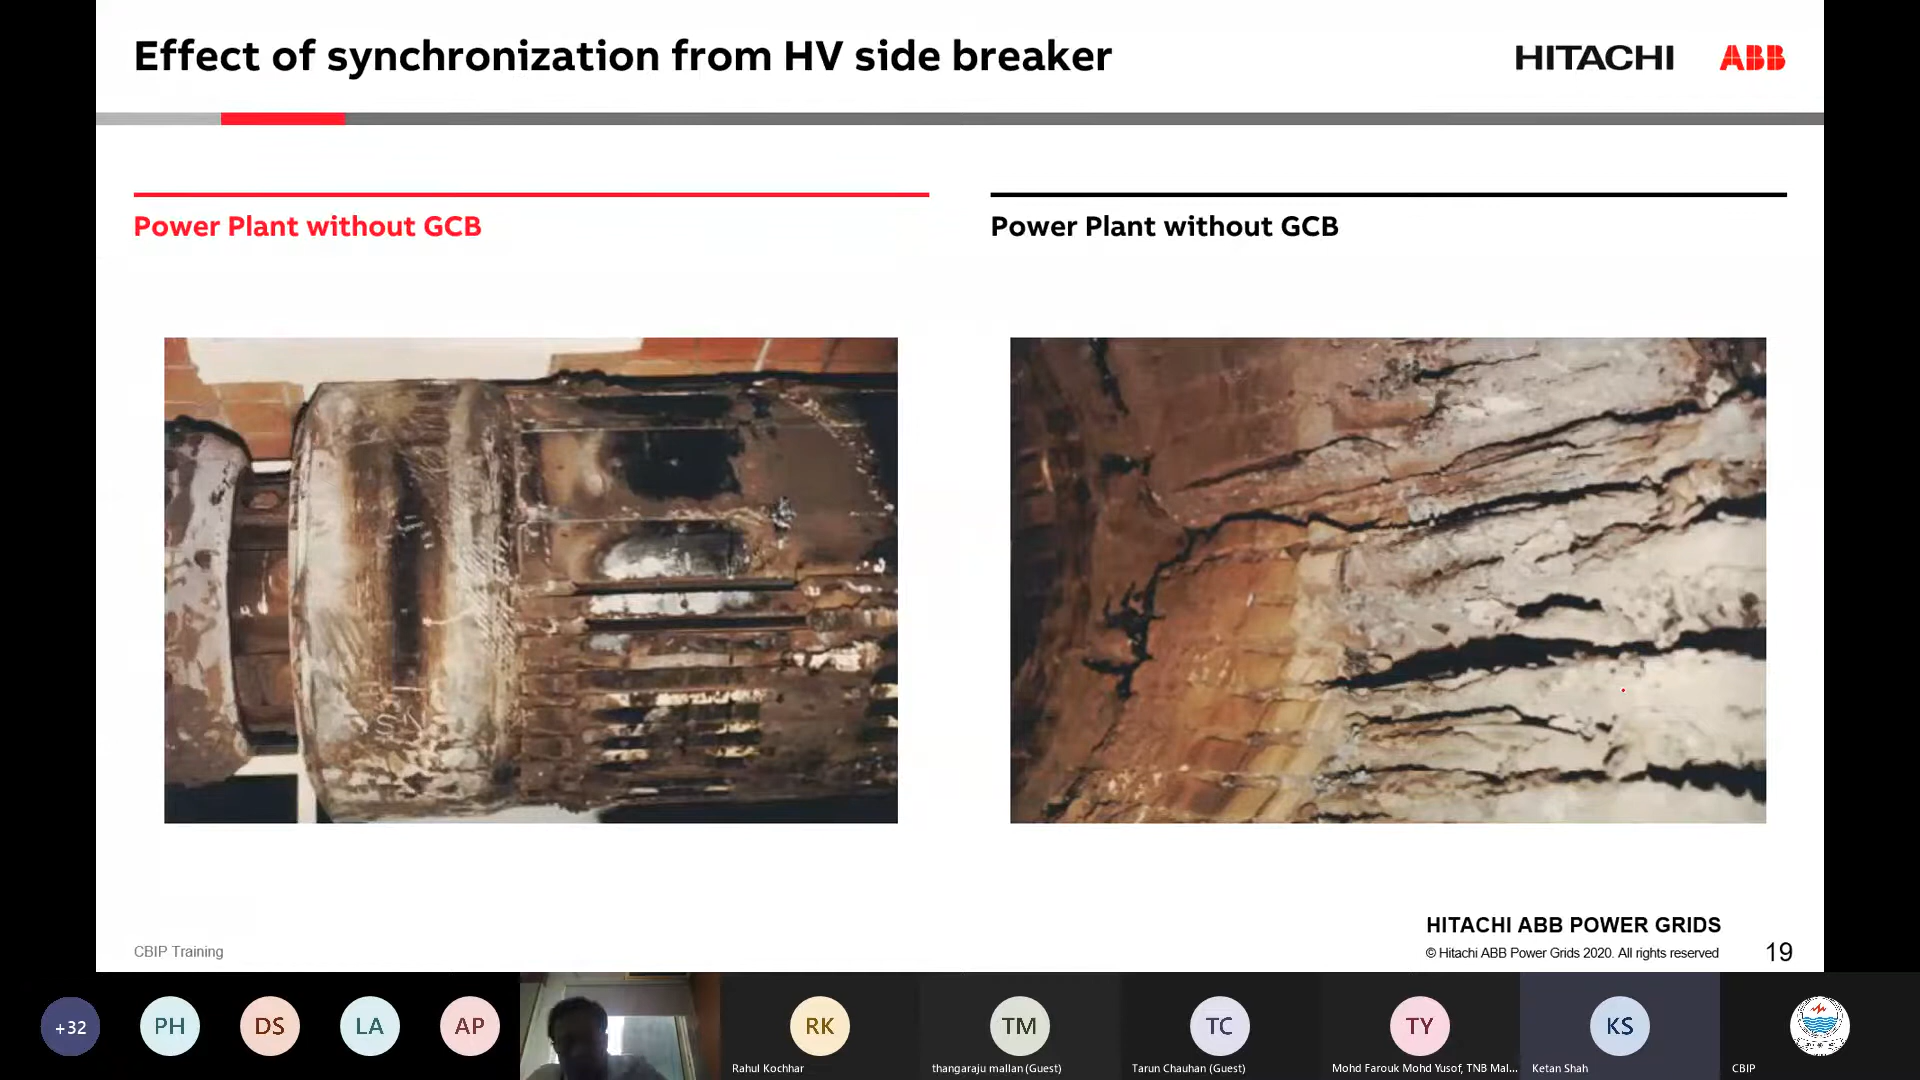 Effect of synchronization from HV side breaker
HITACHI ABB
Power Plant without GCB
Power Plant without GCB
HITACHI ABB POWER GRIDS
CBIP Training
© Hitachi ABB Power Grids 2020. All rights reserved
19
+32
PH
DS
LA
AP
RK
TM
TC
TY
KS
Rahul Kochhar
thangaraju mallan (Guest)
Tarun Chauhan (Guest)
Mohd Farouk Mohd Yusof, TNB Mal...
Ketan Shah
CBIP